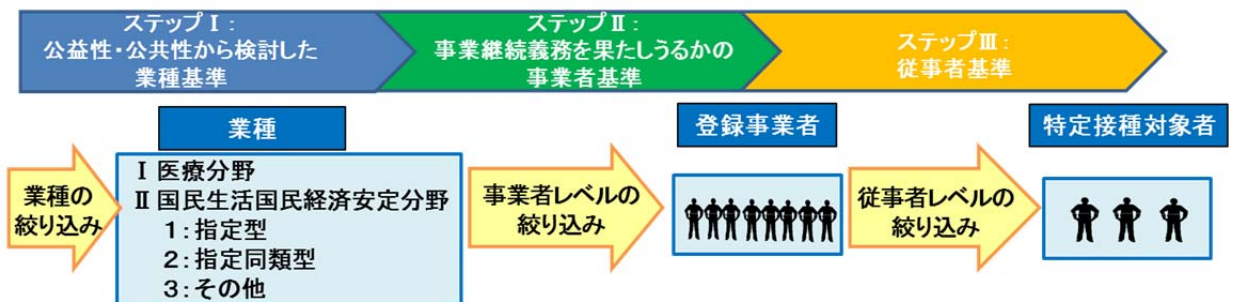 ステップⅠ:
公益性・公共性から検討した
業種基準
ステップⅡ:
事業継続義務を果たしうるかの
事業者基準
ステップⅢ:
従事者基準
業種の
絞り込み
業種
Ⅰ 医療分野
Ⅱ 国民生活国民経済安定分野
1:指定型
2:指定同類型
3:その他
事業者レベルの
絞り込み
登録事業者
従事者レベルの
絞り込み
特定接種対象者